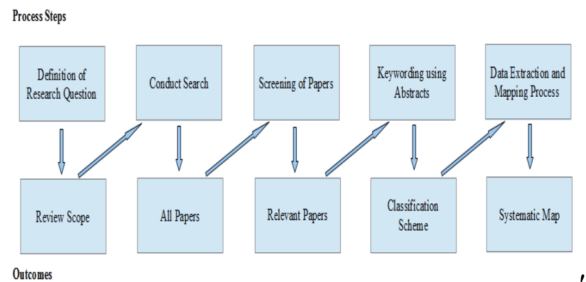 Process Steps
Definition of
Research Question
Conduct Search
Screening of Papers
Keywording using
Abstracts
Data Extraction and
Mapping Process
Review Scope
All Papers
Relevant Papers
Classification
Scheme
Systematic Map
Outcomes
,